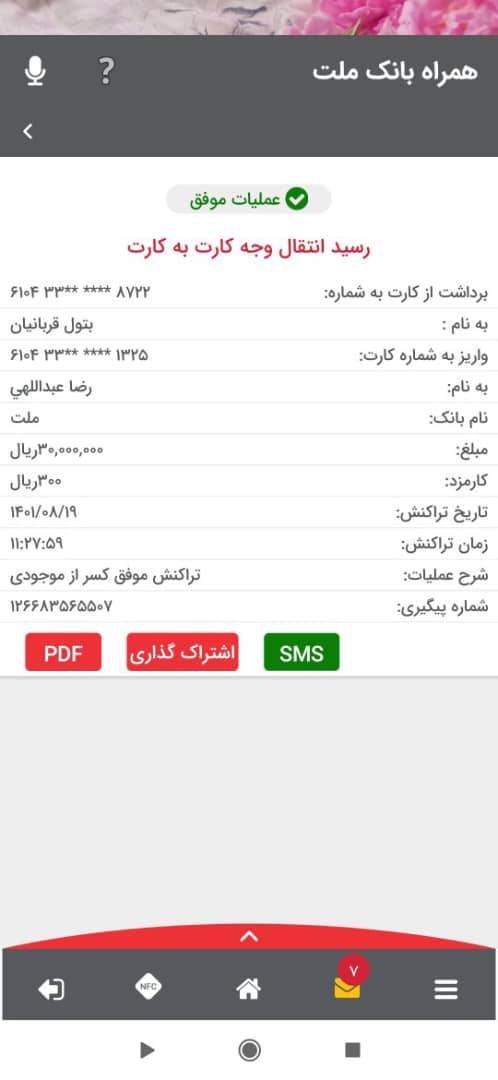 همراه بانک ملت
عملیات موفق
رسید انتقال وجه کارت به کارت
برداشت از کارت به شماره: ۶۱۰۴ ۳۳** **** ۸۷۲۲
به نام : بتول قربانیان
واریز به شماره کارت: ۶۱۰۴ ۳۳** **** ۱۳۲۵
به نام: رضا عبداللهي
نام بانک: ملت
مبلغ: ۳۰,۰۰۰,۰۰۰ریال
کارمزد: ۳۰۰ریال
تاریخ تراکنش: ۱۴۰۱/۰۸/۱۹
زمان تراکنش: ۱۱:۲۷:۵۹
شرح عملیات: تراکنش موفق کسر از موجودی
شماره پیگیری: ۱۲۶۶۸۳۵۶۵۵۰۷
SMS اشتراک گذاری PDF
۷
NFC